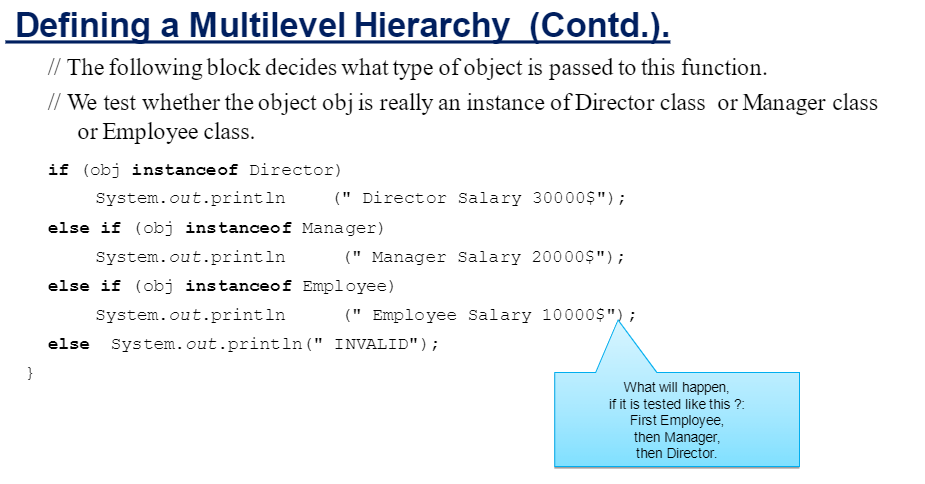 Defining a Multilevel Hierarchy (Contd.).
// The following block decides what type of object is passed to this function.
// We test whether the object obj is really an instance of Director class or Manager class
or Employee class.
if (obj instanceof Director)
System.out.println (" Director Salary 30000$");
else if (obj instanceof Manager)
System.out.println (" Manager Salary 20000$");
else if (obj instanceof Employee)
System.out.println (" Employee Salary 10000$");
else System.out.println(" INVALID");
}
What will happen,
if it is tested like this ?:
First Employee,
then Manager,
then Director.